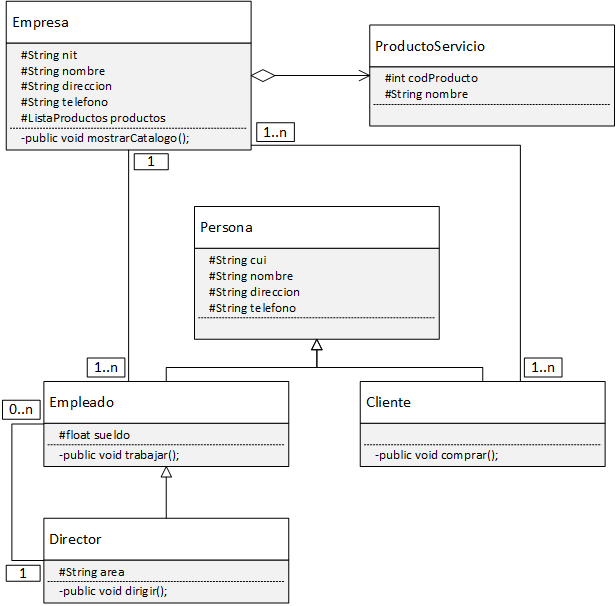 Empresa
#String nit
#String nombre
#String direccion
#String telefono
#ListaProductos productos
-public void mostrarCatalogo();
ProductoServicio
#int codProducto
#String nombre
1..n
1
Persona
#String cui
#String nombre
#String direccion
#String telefono
1..n
1..n
Empleado
#float sueldo
-public void trabajar();
Cliente
-public void comprar();
0..n
Director
#String area
-public void dirigir();
1